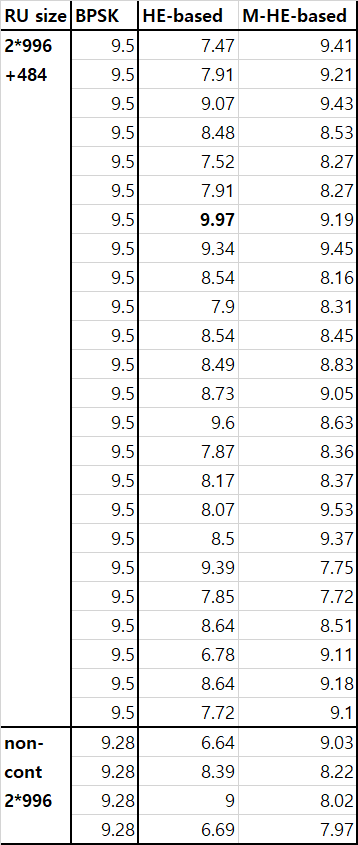 RU size BPSK HE-based M-HE-based
2*996 9.5 7.47 9.41
+484 9.5 7.91 9.21
9.5 9.07 9.43
9.5 8.48 8.53
9.5 7.52 8.27
9.5 7.91 8.27
9.5 9.97 9.19
9.5 9.34 9.45
9.5 8.54 8.16
9.5 7.9 8.31
9.5 8.54 8.45
9.5 8.49 8.83
9.5 8.73 9.05
9.5 9.6 8.63
9.5 7.87 8.36
9.5 8.17 8.37
9.5 8.07 9.53
9.5 8.5 9.37
9.5 9.39 7.75
9.5 7.85 7.72
9.5 8.64 8.51
9.5 6.78 9.11
9.5 8.64 9.18
9.5 7.72 9.1
non- 9.28 6.64 9.03
cont 9.28 8.39 8.22
2*996 9.28 9 8.02
9.28 6.69 7.97